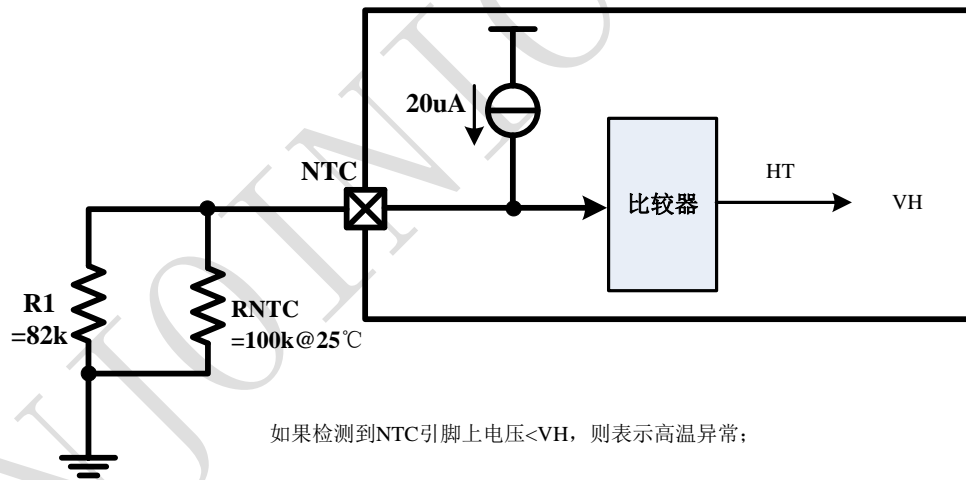 20uA
NTC
比较器
HT
VH
R1
=82k
RNTC
=100k@25℃
如果检测到NTC引脚上电压<VH，则表示高温异常；
NJOINIC